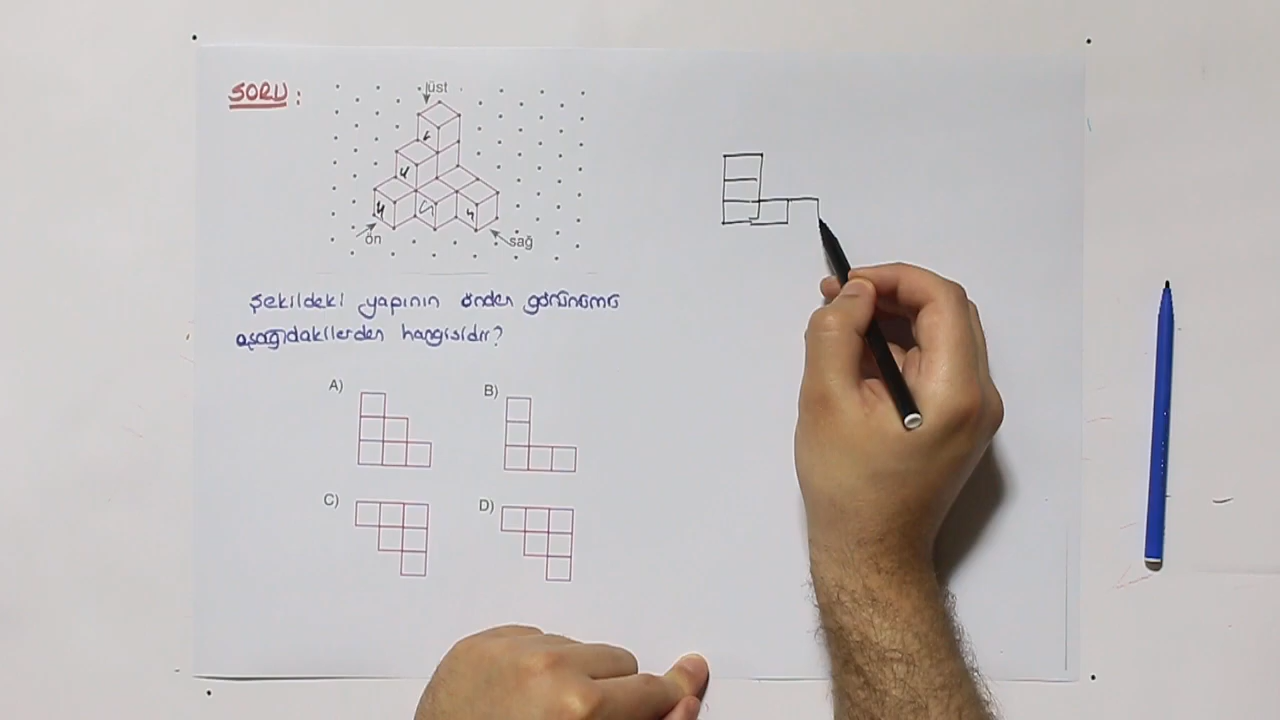 SORU:
üst
ön
sağ
Şekildeki yapının önden görünümü
aşağıdakilerden hangisidir?
A)
B)
C)
D)